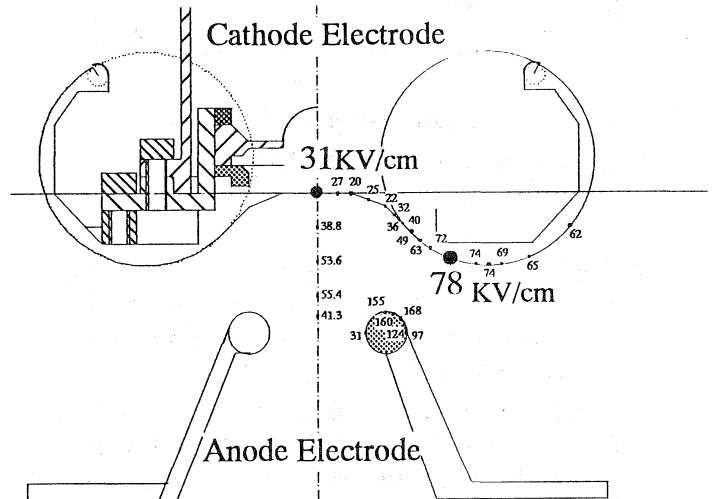 Cathode Electrode
31KV/cm
27 20 25 22
32
38.8 36 40
49 63 72
53.6 74 74 69 65 62
78 KV/cm
55.4
155 168
41.3 160
31 124 97
Anode Electrode